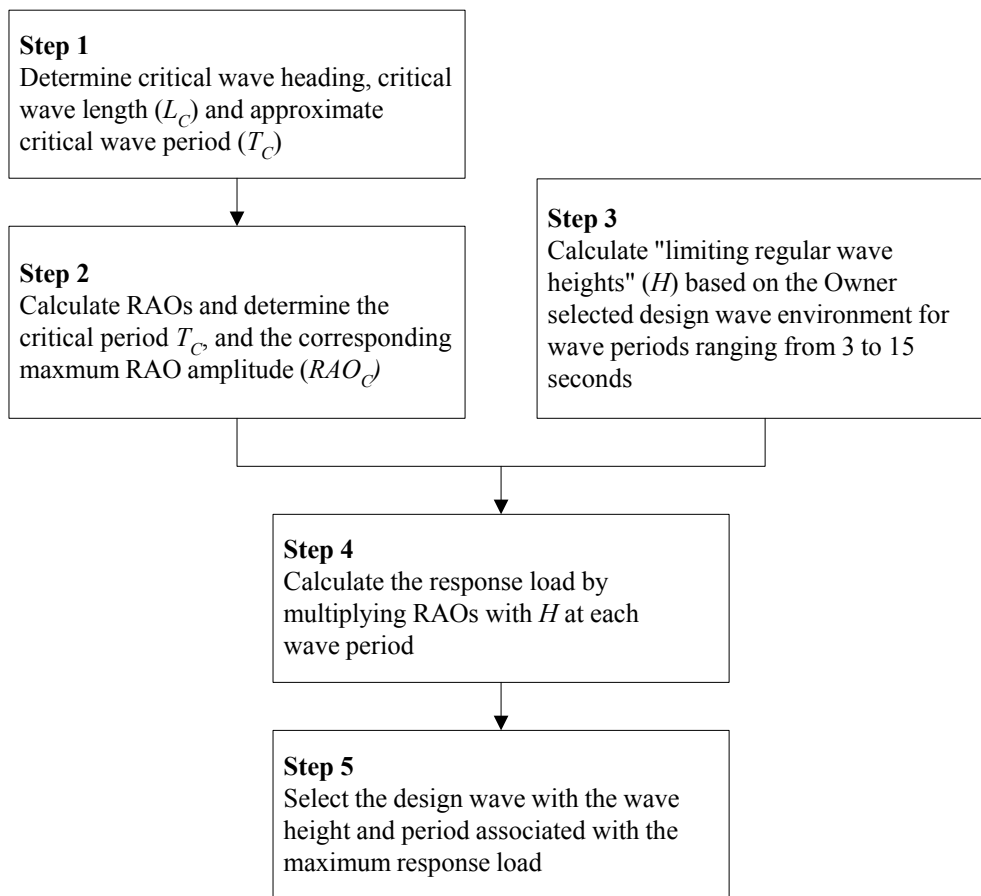 Step 1
Determine critical wave heading, critical
wave length (L_C) and approximate
critical wave period (T_C)
Step 2
Calculate RAOs and determine the
critical period T_C, and the corresponding
maxmum RAO amplitude (RAO_C)
Step 3
Calculate "limiting regular wave
heights" (H) based on the Owner
selected design wave environment for
wave periods ranging from 3 to 15
seconds
Step 4
Calculate the response load by
multiplying RAOs with H at each
wave period
Step 5
Select the design wave with the wave
height and period associated with the
maximum response load